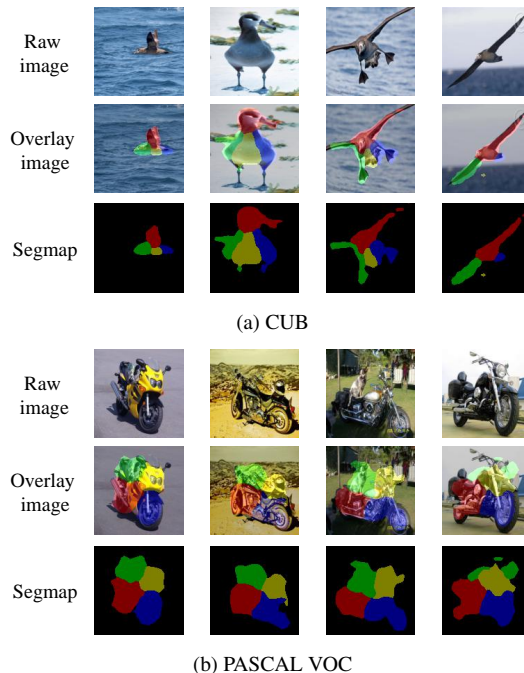 Raw
image
Overlay
image
Segmap
(a) CUB
Raw
image
Overlay
image
Segmap
(b) PASCAL VOC